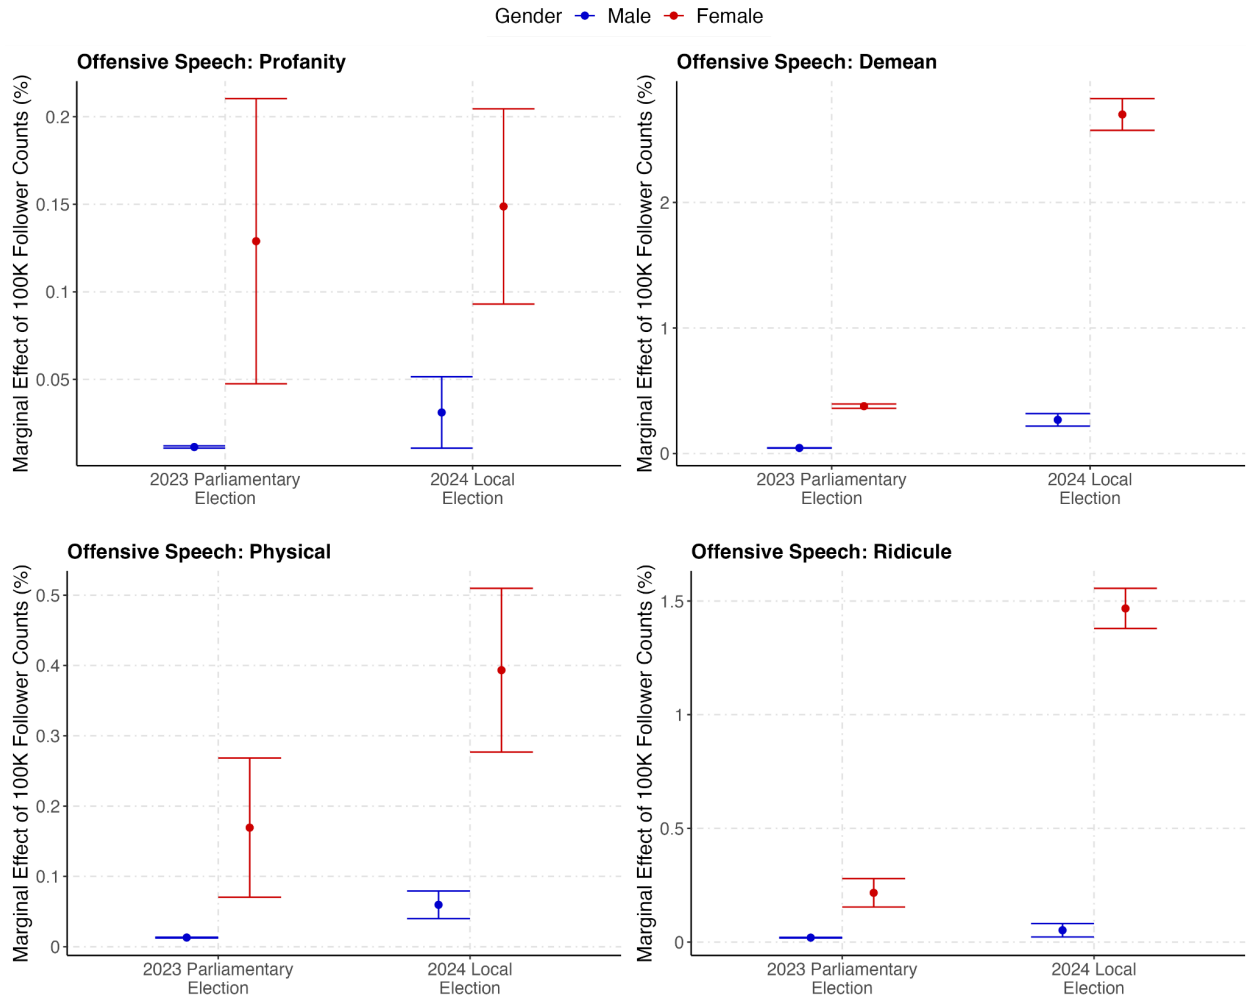 Gender Male Female
Offensive Speech: Profanity
Marginal Effect of 100K Follower Counts (%)
0.2
0.15
0.1
0.05
2023 Parliamentary
Election
2024 Local
Election
Offensive Speech: Demean
Marginal Effect of 100K Follower Counts (%)
2
1
0
2023 Parliamentary
Election
2024 Local
Election
Offensive Speech: Physical
Marginal Effect of 100K Follower Counts (%)
0.5
0.4
0.3
0.2
0.1
0
2023 Parliamentary
Election
2024 Local
Election
Offensive Speech: Ridicule
Marginal Effect of 100K Follower Counts (%)
1.5
1
0.5
0
2023 Parliamentary
Election
2024 Local
Election